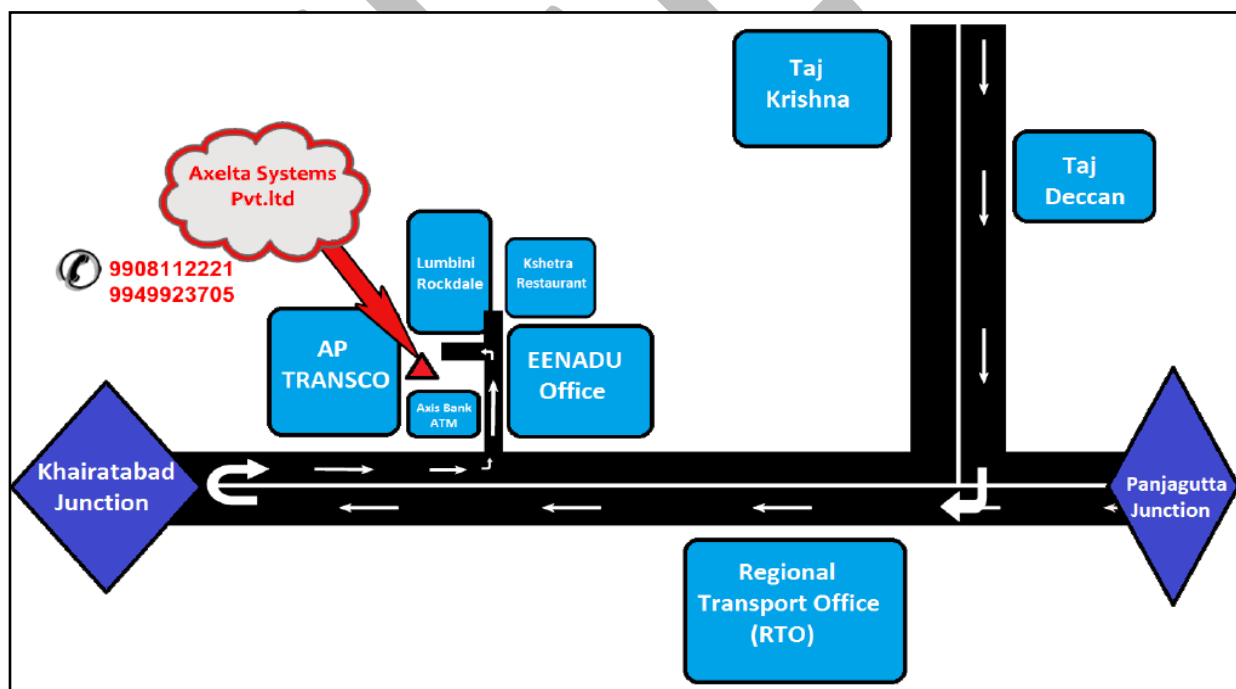 Taj
Krishna
Taj
Deccan
Axelta Systems
Pvt.ltd
9908112221
9949923705
Lumbini
Rockdale
Kshetra
Restaurant
AP
TRANSCO
EENADU
Office
Axis Bank
ATM
Khairatabad
Junction
Panjagutta
Junction
Regional
Transport Office
(RTO)